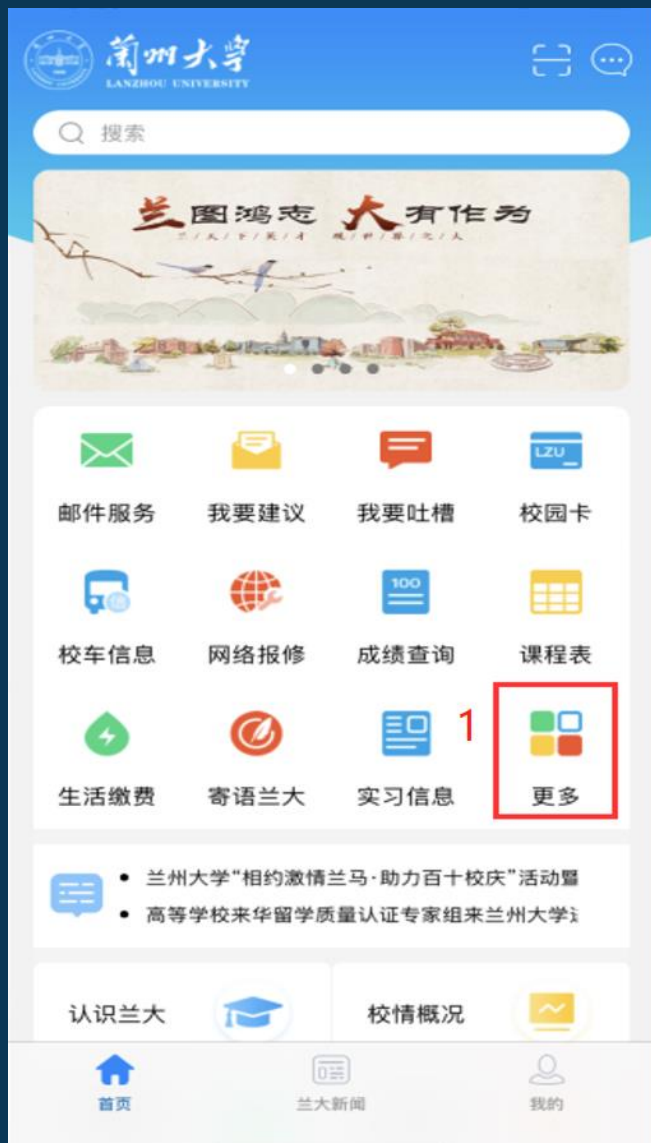 兰州大学
LANZHOU UNIVERSITY
搜索
兰图鸿志 大有作为
邮件服务 我要建议 我要吐槽 校园卡
LZU
信
100
校车信息 网络报修 成绩查询 课程表
1
生活缴费 寄语兰大 实习信息 更多
兰州大学“相约激情兰马·助力百十校庆”活动暨
高等学校来华留学质量认证专家组来兰州大学
认识兰大 校情概况
首页 兰大新闻 我的